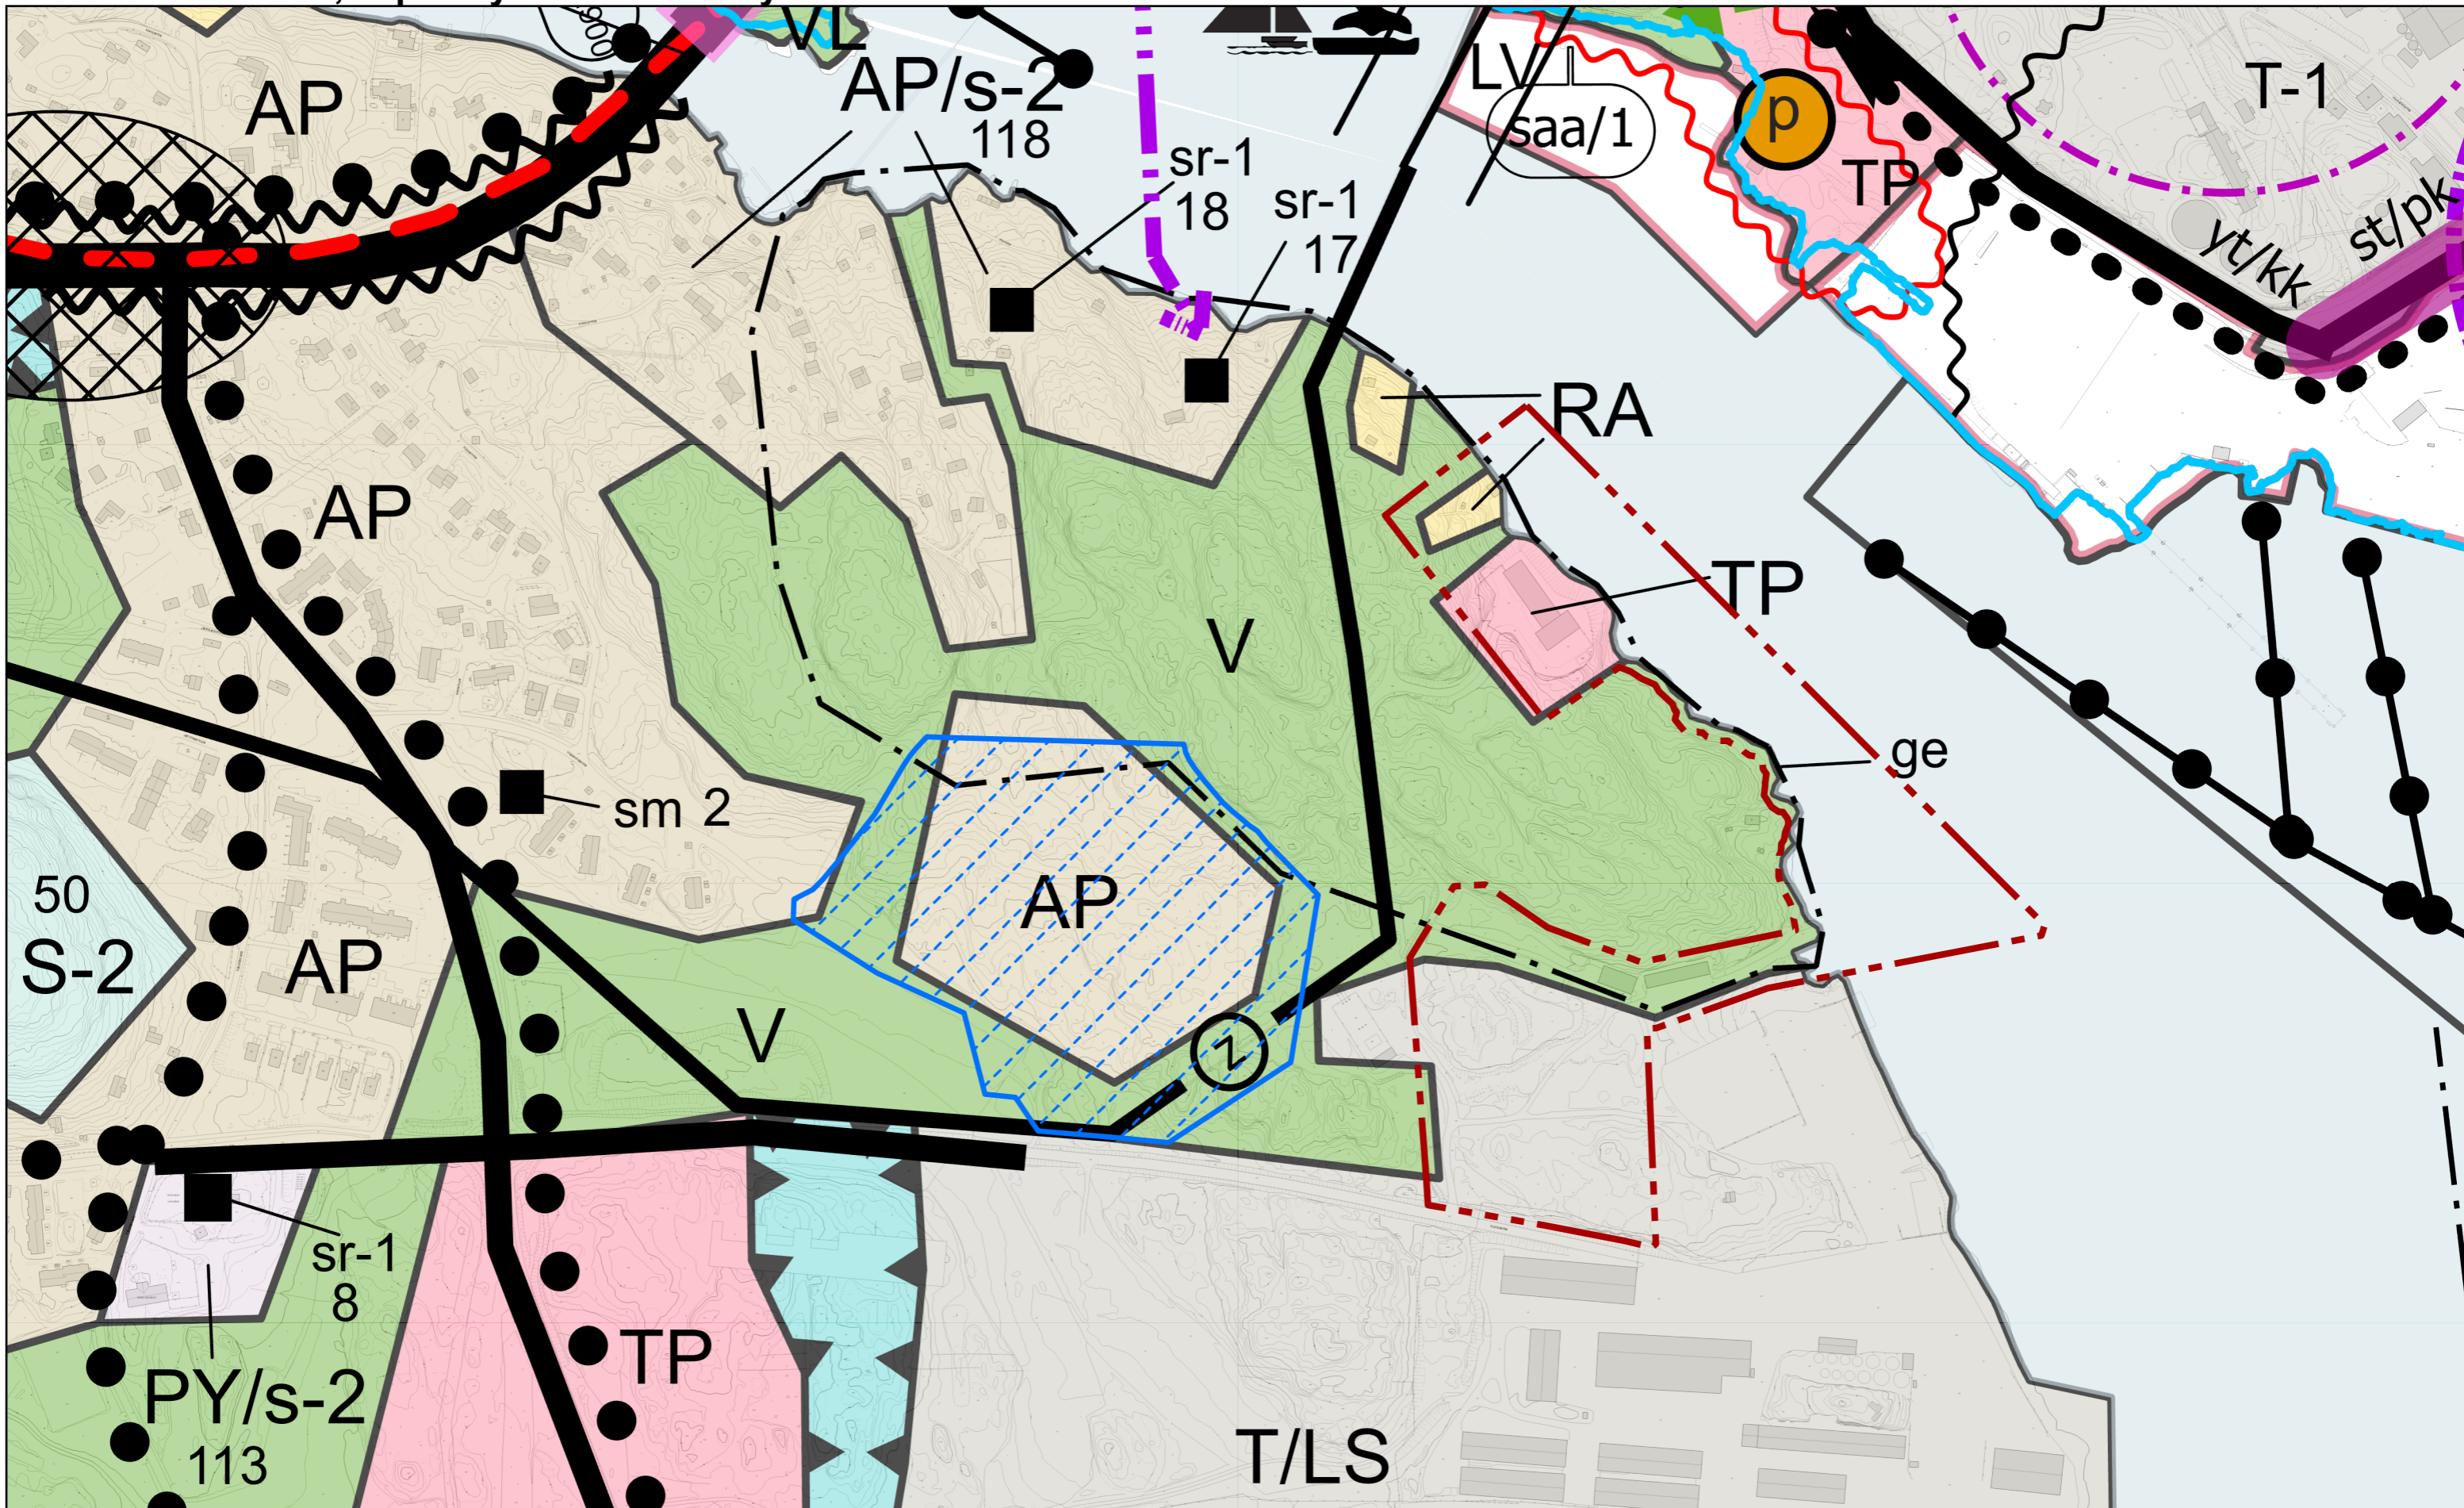 VL
900
AP
AP/s-2
118
LV
saa/1
p
TP
T-1
sr-1
18
sr-1
17
yt/kk
st/pk
RA
AP
TP
V
ge
sm 2
AP
50
S-2
AP
V
z
sr-1
8
PY/s-2
113
TP
T/LS